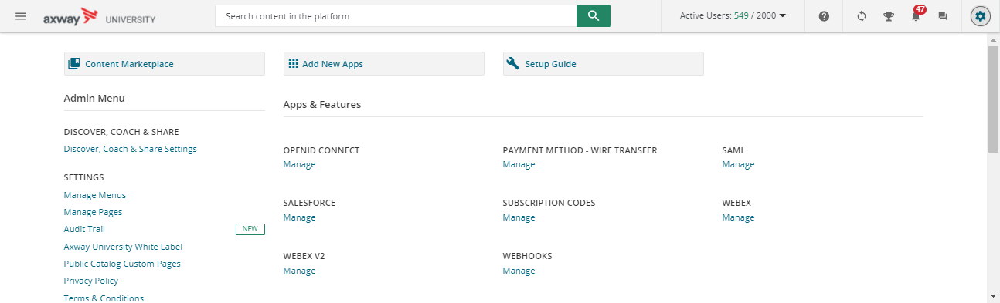 axway UNIVERSITY
Search content in the platform
Active Users: 549 / 2000
47
Content Marketplace
Add New Apps
Setup Guide
Admin Menu
DISCOVER, COACH & SHARE
Discover, Coach & Share Settings
SETTINGS
Manage Menus
Manage Pages
Audit Trail NEW
Axway University White Label
Public Catalog Custom Pages
Privacy Policy
Terms & Conditions
Apps & Features
OPENID CONNECT
Manage
PAYMENT METHOD - WIRE TRANSFER
Manage
SAML
Manage
SALESFORCE
Manage
SUBSCRIPTION CODES
Manage
WEBEX
Manage
WEBEX V2
Manage
WEBHOOKS
Manage